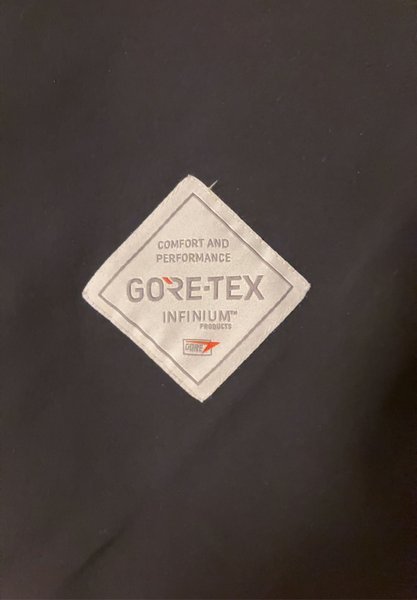 COMFORT AND
PERFORMANCE
GORE-TEX
INFINIUM™
PRODUCTS
GORE